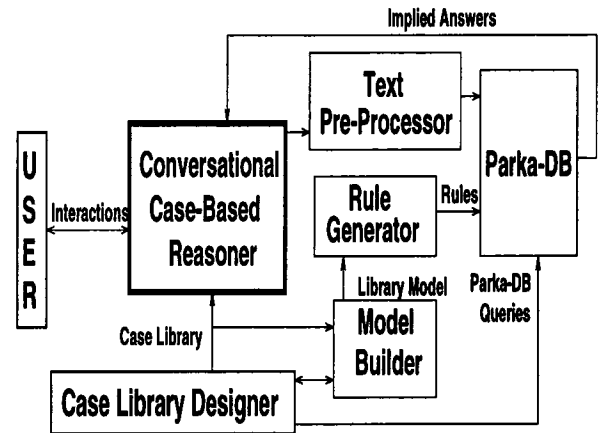 Implied Answers
Text
Pre-Processor
Parka-DB
USER
Interactions
Conversational
Case-Based
Reasoner
Rule
Generator
Rules
Library Model
Parka-DB
Queries
Case Library
Model
Builder
Case Library Designer